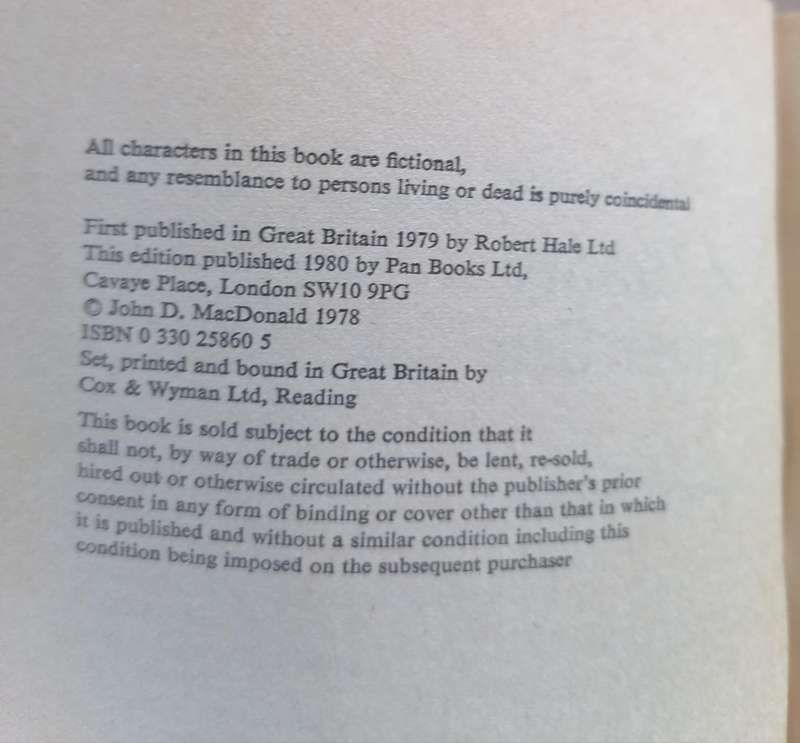 All characters in this book are fictional,
and any resemblance to persons living or dead is purely coincidental
First published in Great Britain 1979 by Robert Hale Ltd
This edition published 1980 by Pan Books Ltd,
Cavaye Place, London SW10 9PG
© John D. MacDonald 1978
ISBN 0 330 25860 5
Set, printed and bound in Great Britain by
Cox & Wyman Ltd, Reading
This book is sold subject to the condition that it
shall not, by way of trade or otherwise, be lent, re-sold,
hired out or otherwise circulated without the publisher's prior
consent in any form of binding or cover other than that in which
it is published and without a similar condition including this
condition being imposed on the subsequent purchaser